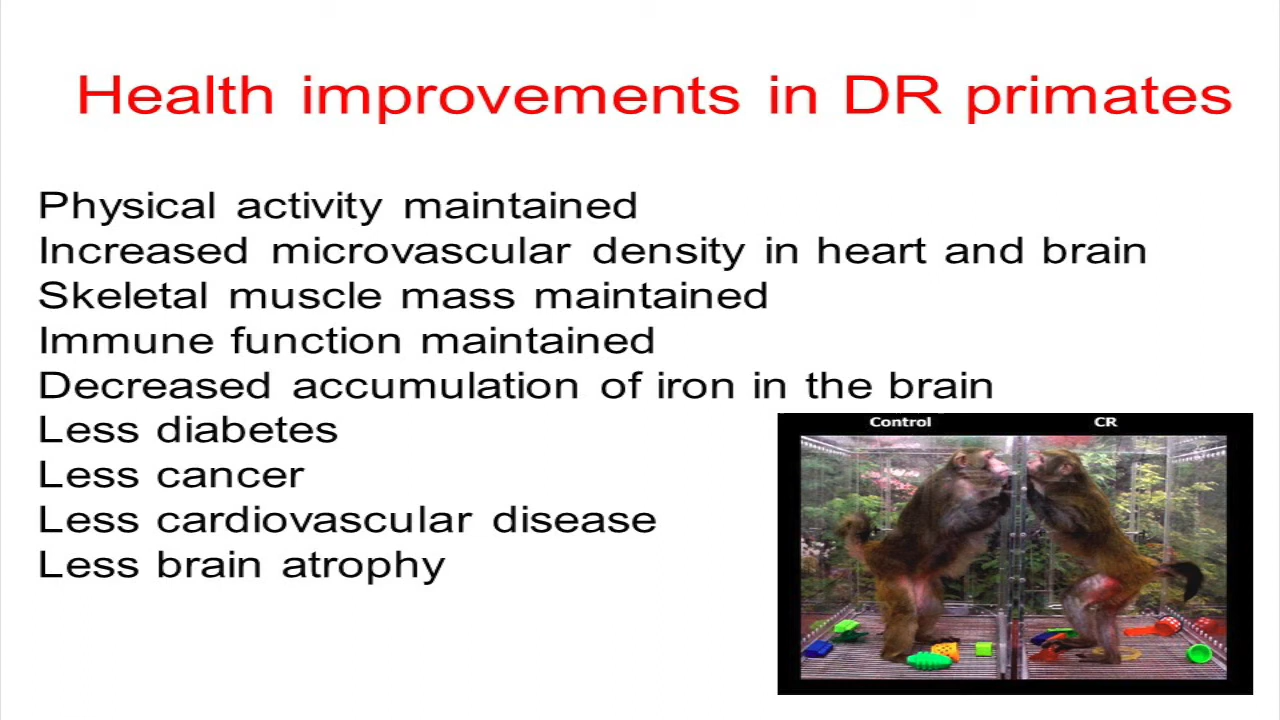 Health improvements in DR primates
Physical activity maintained
Increased microvascular density in heart and brain
Skeletal muscle mass maintained
Immune function maintained
Decreased accumulation of iron in the brain
Less diabetes
Less cancer
Less cardiovascular disease
Less brain atrophy
Control CR